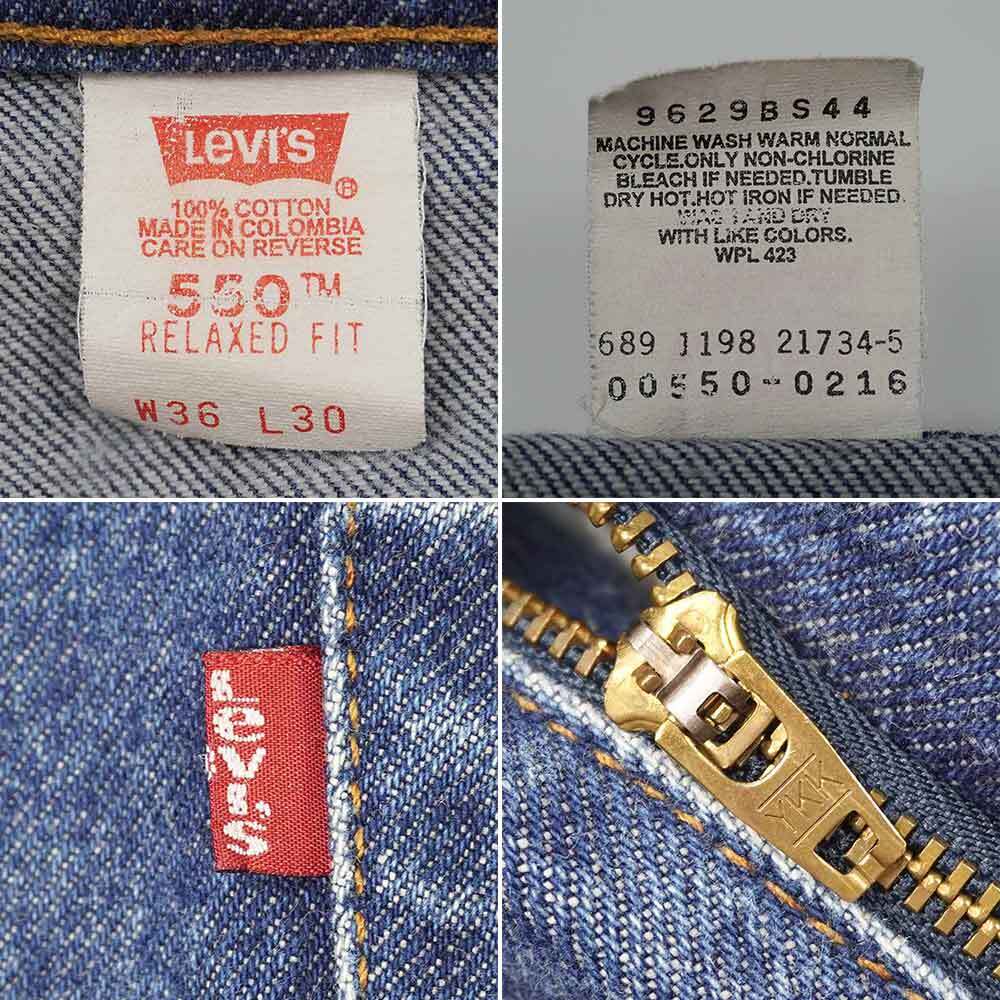 Levi's
®
100% COTTON
MADE IN COLOMBIA
CARE ON REVERSE
550™
RELAXED FIT
W36 L30
9629BS44
MACHINE WASH WARM NORMAL
CYCLE.ONLY NON-CHLORINE
BLEACH IF NEEDED.TUMBLE
DRY HOT.HOT IRON IF NEEDED.
AND DRY
WITH LIKE COLORS.
WPL 423
689 1198 21734-5
00550-0216
Levi's
YKK